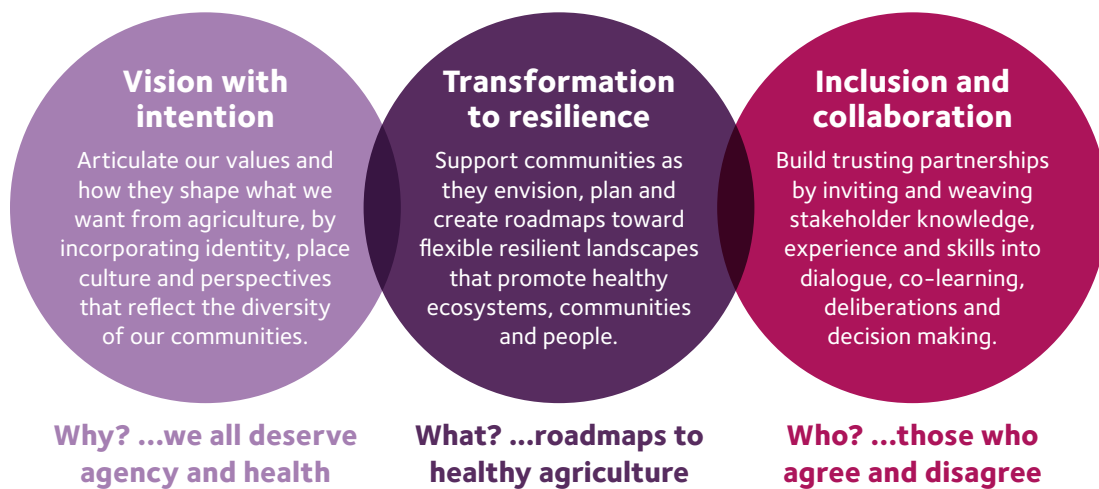 Vision with
intention
Articulate our values and
how they shape what we
want from agriculture, by
incorporating identity, place
culture and perspectives
that reflect the diversity
of our communities.
Why? ...we all deserve
agency and health
Transformation
to resilience
Support communities as
they envision, plan and
create roadmaps toward
flexible resilient landscapes
that promote healthy
ecosystems, communities
and people.
What? ...roadmaps to
healthy agriculture
Inclusion and
collaboration
Build trusting partnerships
by inviting and weaving
stakeholder knowledge,
experience and skills into
dialogue, co-learning,
deliberations and
decision making.
Who? ...those who
agree and disagree